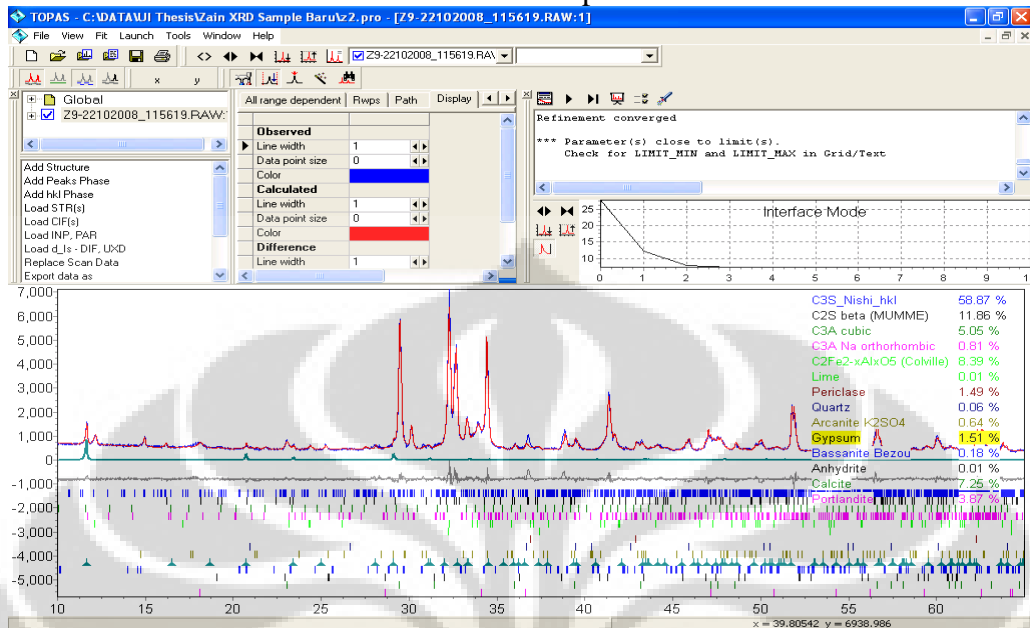 TOPAS - C:\DATA\UI Thesis\Zain XRD Sample Baru\z2.pro - [Z9-22102008_115619.RAW:1]
File View Fit Launch Tools Window Help
Z9-22102008_115619.RAW
x y
Global
Z9-22102008_115619.RAW:
Add Structure
Add Peaks Phase
Add hkl Phase
Load STR(s)
Load CIF(s)
Load INP, PAR
Load d_Is - DIF, UXD
Replace Scan Data
Export data as
All range dependent Rwps Path Display
Observed
Line width 1
Data point size 0
Color
Calculated
Line width 1
Data point size 0
Color
Difference
Line width 1
Refinement converged
*** Parameter(s) close to limit(s).
Check for LIMIT_MIN and LIMIT_MAX in Grid/Text
Interface Mode
25
20
15
10
0 1 2 3 4 5 6 7 8 9 1
7,000
6,000
5,000
4,000
3,000
2,000
1,000
0
-1,000
-2,000
-3,000
-4,000
-5,000
C3S_Nishi_hkl 58.87 %
C2S beta (MUMME) 11.86 %
C3A cubic 5.05 %
C3A Na orthorhombic 0.81 %
C2Fe2-xAlxO5 (Colville) 8.39 %
Lime 0.01 %
Periclase 1.49 %
Quartz 0.06 %
Arcanite K2SO4 0.64 %
Gypsum 1.51 %
Bassanite Bezou 0.18 %
Anhydrite 0.01 %
Calcite 7.25 %
Portlandite 3.87 %
10 15 20 25 30 35 40 45 50 55 60
x = 39.80542 y = 6938.986